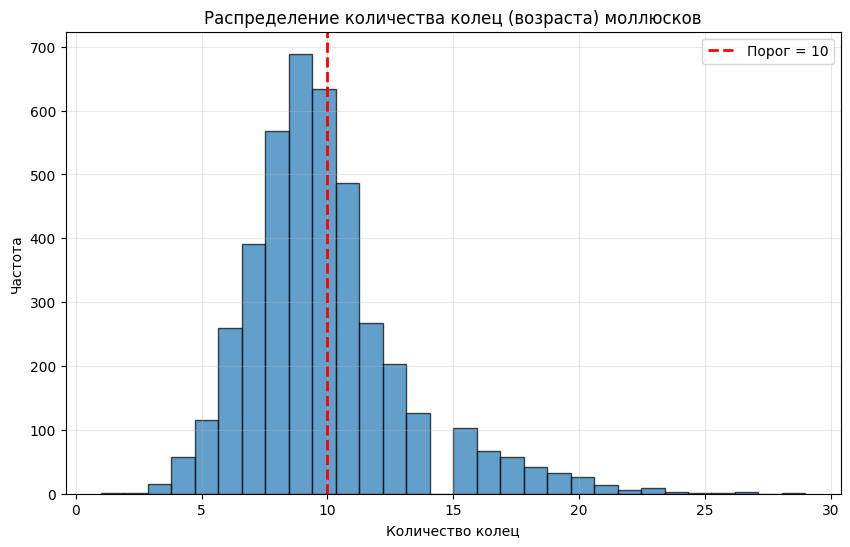 Распределение количества колец (возраста) моллюсков
Порог = 10
Частота
700
600
500
400
300
200
100
0
0 5 10 15 20 25 30
Количество колец